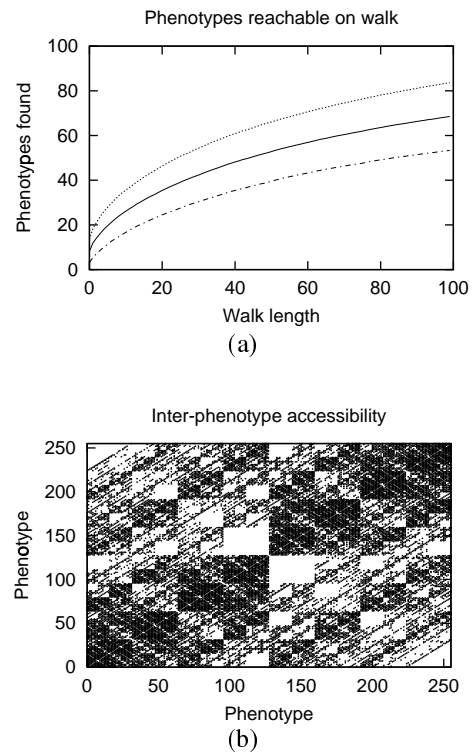 Phenotypes reachable on walk
100
80
60
40
20
0
Phenotypes found
0 20 40 60 80 100
Walk length
(a)
Inter-phenotype accessibility
250
200
150
100
50
0
Phenotype
0 50 100 150 200 250
Phenotype
(b)